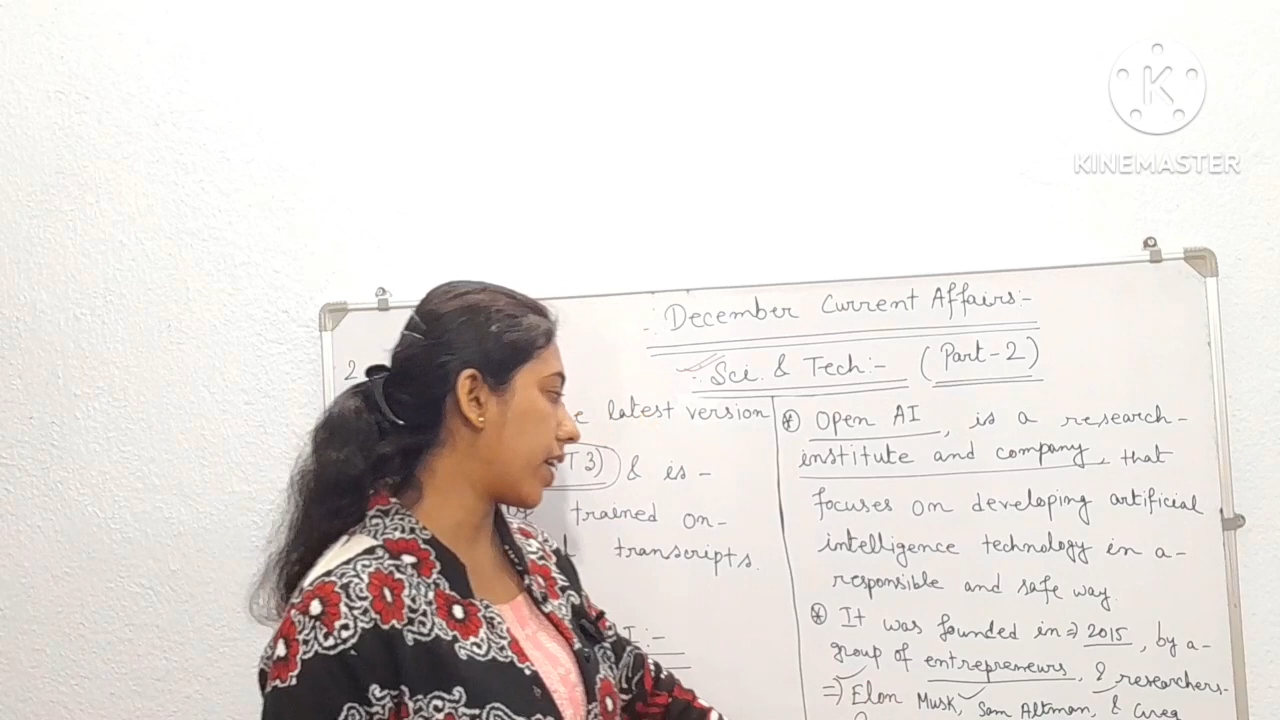 KINEMASTER
December Current Affairs:-
Sci. & Tech:- (Part-2)
2
latest version
T 3) & is -
trained on-
transcripts.
I:-
* Open AI, is a research-
institute and company, that
focuses on developing artificial
intelligence technology in a-
responsible and safe way.
* It was founded in ⇒ 2015, by a-
group of entrepreneurs, & researchers-
⇒ Elon Musk, Sam Altman, & Greg